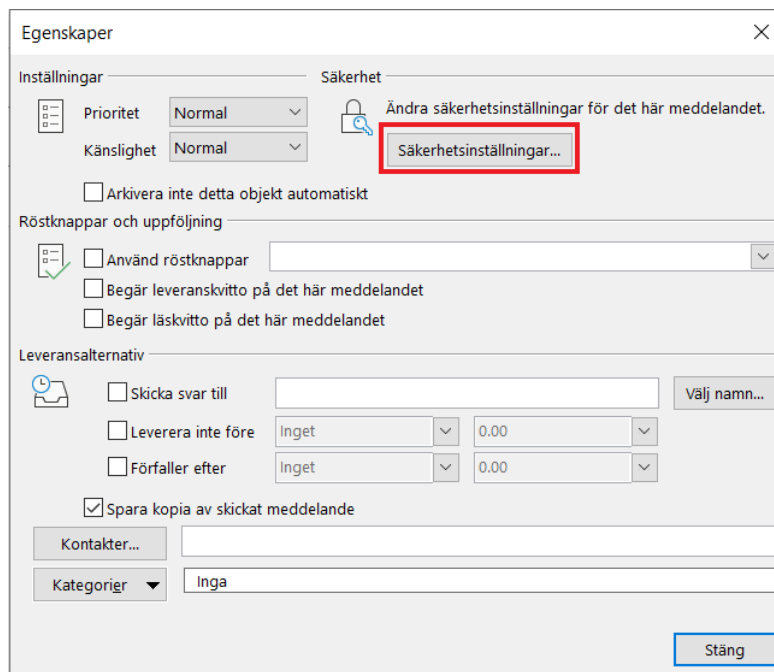 Egenskaper
Inställningar
Säkerhet
Prioritet Normal
Ändra säkerhetsinställningar för det här meddelandet.
Känslighet Normal
Säkerhetsinställningar...
Arkivera inte detta objekt automatiskt
Röstknappar och uppföljning
Använd röstknappar
Begär leveranskvitto på det här meddelandet
Begär läskvitto på det här meddelandet
Leveransalternativ
Skicka svar till Välj namn...
Leverera inte före Inget 0.00
Förfaller efter Inget 0.00
Spara kopia av skickat meddelande
Kontakter...
Kategorier Inga
Stäng